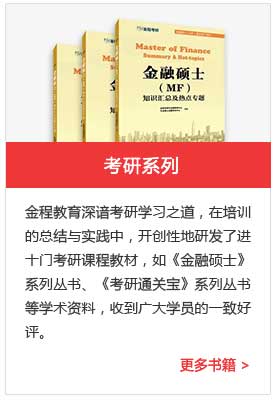 金程考研
Master of Finance
Summary & Hot-topics
金融硕士
（MF）
知识汇总及热点专题
考研系列
金程教育深谙考研学习之道，在培训
的总结与实践中，开创性地研发了进
十门考研课程教材，如《金融硕士》
系列丛书、《考研通关宝》系列丛书
等学术资料，收到广大学员的一致好
评。
更多书籍 >